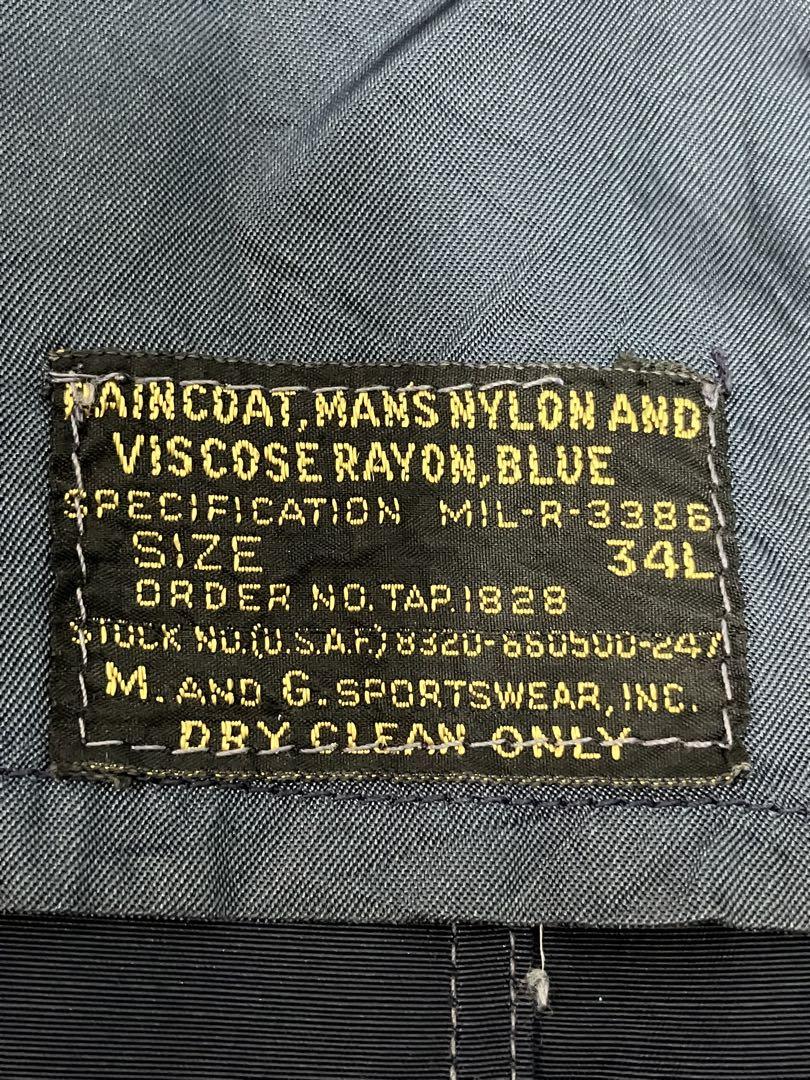 RAINCOAT, MANS NYLON AND
VISCOSE RAYON, BLUE
SPECIFICATION MIL-R-3386
SIZE 34L
ORDER NO. TAP. 1828
STOCK NO. (U.S.A.F.) 8320-660500-247
M. AND G. SPORTSWEAR, INC.
DRY CLEAN ONLY